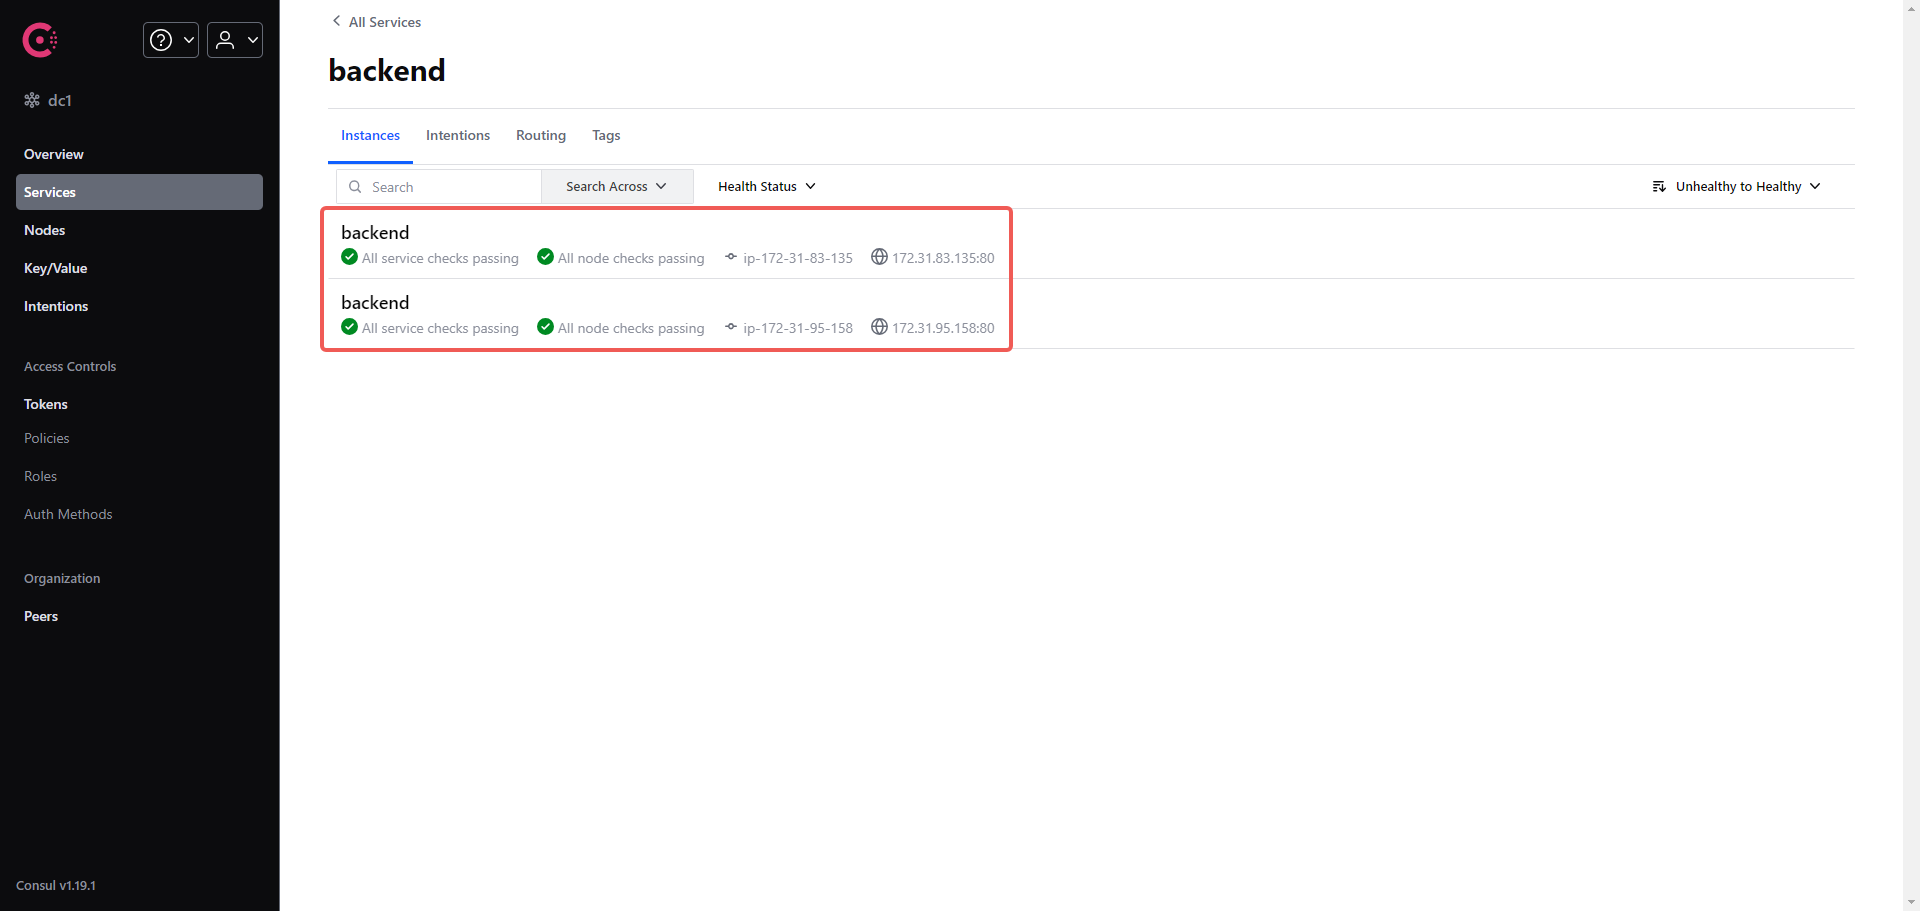 All Services
backend
dc1
Overview
Services
Nodes
Key/Value
Intentions
Access Controls
Tokens
Policies
Roles
Auth Methods
Organization
Peers
Consul v1.19.1
Instances Intentions Routing Tags
Search Search Across Health Status Unhealthy to Healthy
backend
All service checks passing All node checks passing ip-172-31-83-135 172.31.83.135:80
backend
All service checks passing All node checks passing ip-172-31-95-158 172.31.95.158:80